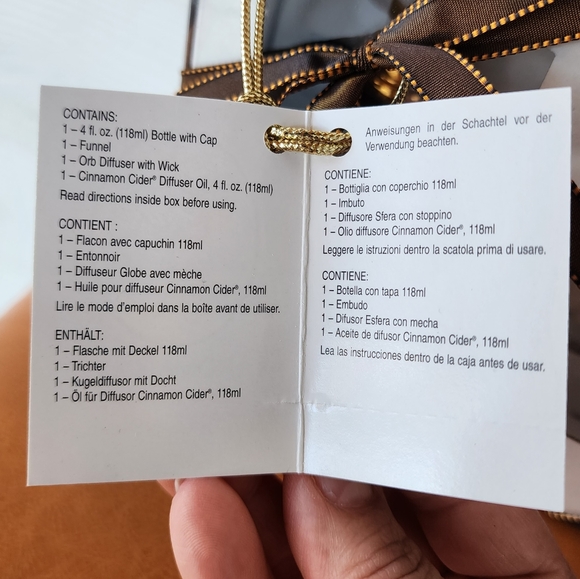 CONTAINS:
1 – 4 fl. oz. (118ml) Bottle with Cap
1 – Funnel
1 – Orb Diffuser with Wick
1 – Cinnamon Cider® Diffuser Oil, 4 fl. oz. (118ml)
Read directions inside box before using.
CONTIENT :
1 – Flacon avec capuchin 118ml
1 – Entonnoir
1 – Diffuseur Globe avec mèche
1 – Huile pour diffuseur Cinnamon Cider®, 118ml
Lire le mode d'emploi dans la boîte avant de utiliser.
ENTHÄLT:
1 – Flasche mit Deckel 118ml
1 – Trichter
1 – Kugeldiffusor mit Docht
1 – Öl für Diffusor Cinnamon Cider®, 118ml
Anweisungen in der Schachtel vor der
Verwendung beachten.
CONTIENE:
1 – Bottiglia con coperchio 118ml
1 – Imbuto
1 – Diffusore Sfera con stoppino
1 – Olio diffusore Cinnamon Cider®, 118ml
Leggere le istruzioni dentro la scatola prima di usare.
CONTIENE:
1 – Botella con tapa 118ml
1 – Embudo
1 – Difusor Esfera con mecha
1 – Aceite de difusor Cinnamon Cider®, 118ml
Lea las instrucciones dentro de la caja antes de usar.